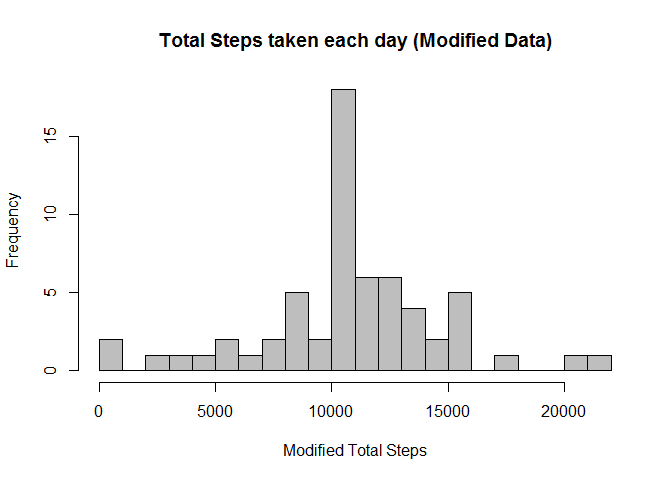 Total Steps taken each day (Modified Data)
Frequency
15
10
5
0
0 5000 10000 15000 20000
Modified Total Steps